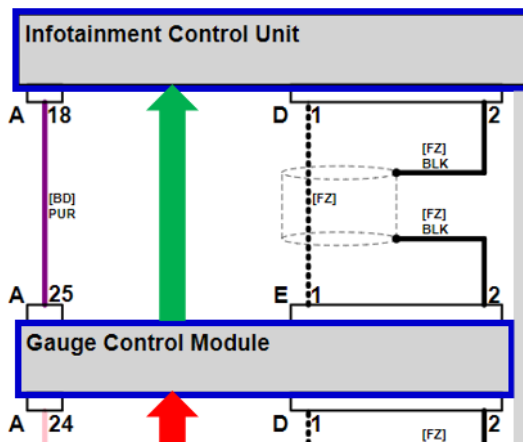 Infotainment Control Unit
A 18 D 1 2
[FZ]
BLK
[BD]
PUR
[FZ]
[FZ]
BLK
A 25 E 1 2
Gauge Control Module
A 24 D 1 2
[FZ]